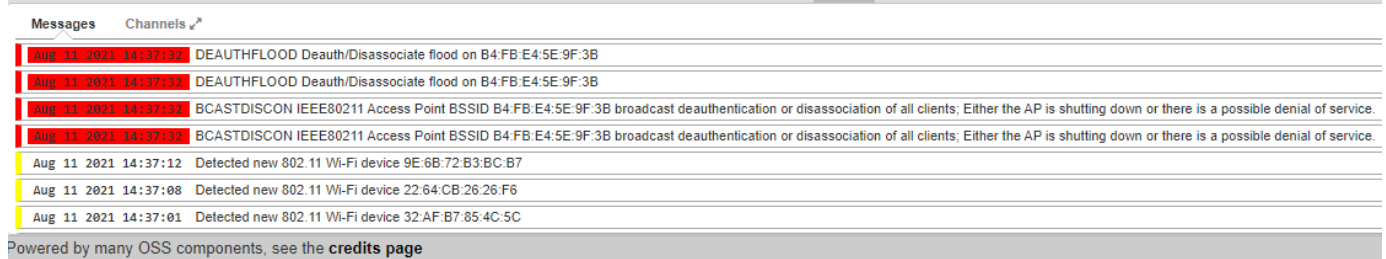 Messages Channels
Aug 11 2021 14:37:32 DEAUTHFLOOD Deauth/Disassociate flood on B4:FB:E4:5E:9F:3B
Aug 11 2021 14:37:32 DEAUTHFLOOD Deauth/Disassociate flood on B4:FB:E4:5E:9F:3B
Aug 11 2021 14:37:32 BCASTDISCON IEEE80211 Access Point BSSID B4:FB:E4:5E:9F:3B broadcast deauthentication or disassociation of all clients; Either the AP is shutting down or there is a possible denial of service.
Aug 11 2021 14:37:32 BCASTDISCON IEEE80211 Access Point BSSID B4:FB:E4:5E:9F:3B broadcast deauthentication or disassociation of all clients; Either the AP is shutting down or there is a possible denial of service.
Aug 11 2021 14:37:12 Detected new 802.11 Wi-Fi device 9E:6B:72:B3:BC:B7
Aug 11 2021 14:37:08 Detected new 802.11 Wi-Fi device 22:64:CB:26:26:F6
Aug 11 2021 14:37:01 Detected new 802.11 Wi-Fi device 32:AF:B7:85:4C:5C
Powered by many OSS components, see the credits page